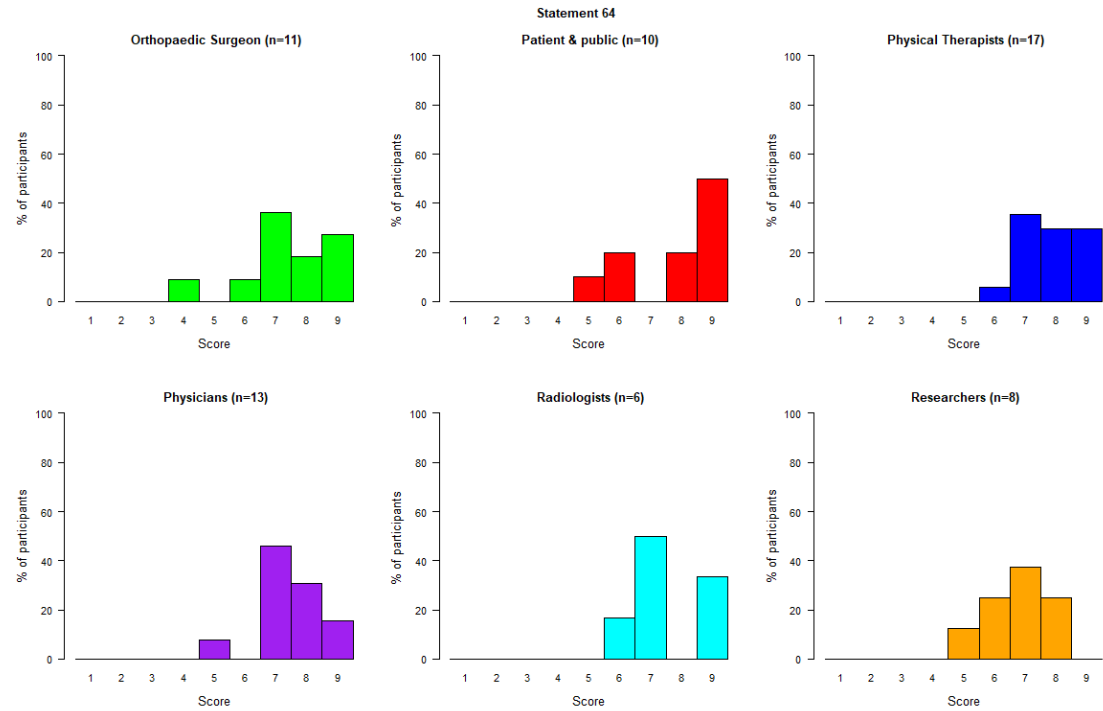 Statement 64
Orthopaedic Surgeon (n=11)
% of participants
100
80
60
40
20
0
1 2 3 4 5 6 7 8 9
Score
Patient & public (n=10)
% of participants
100
80
60
40
20
0
1 2 3 4 5 6 7 8 9
Score
Physical Therapists (n=17)
% of participants
100
80
60
40
20
0
1 2 3 4 5 6 7 8 9
Score
Physicians (n=13)
% of participants
100
80
60
40
20
0
1 2 3 4 5 6 7 8 9
Score
Radiologists (n=6)
% of participants
100
80
60
40
20
0
1 2 3 4 5 6 7 8 9
Score
Researchers (n=8)
% of participants
100
80
60
40
20
0
1 2 3 4 5 6 7 8 9
Score